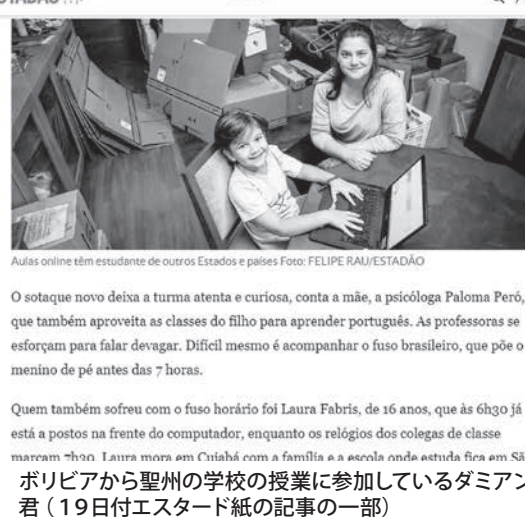 Aulas online têm estudante de outros Estados e países Foto: FELIPE RAU/ESTADÃO
O sotaque novo deixa a turma atenta e curiosa, conta a mãe, a psicóloga Paloma Peró,
que também aproveita as classes do filho para aprender português. As professoras se
esforçam para falar devagar. Difícil mesmo é acompanhar o fuso brasileiro, que põe o
menino de pé antes das 7 horas.
Quem também sofreu com o fuso horário foi Laura Fabris, de 16 anos, que às 6h30 já
está a postos na frente do computador, enquanto os relógios dos colegas de classe
marcam 7h30. Laura mora em Cuiabá com a família e a escola onde estuda fica em Sã
ボリビアから聖州の学校の授業に参加しているダミアン
君（19日付エスタード紙の記事の一部）